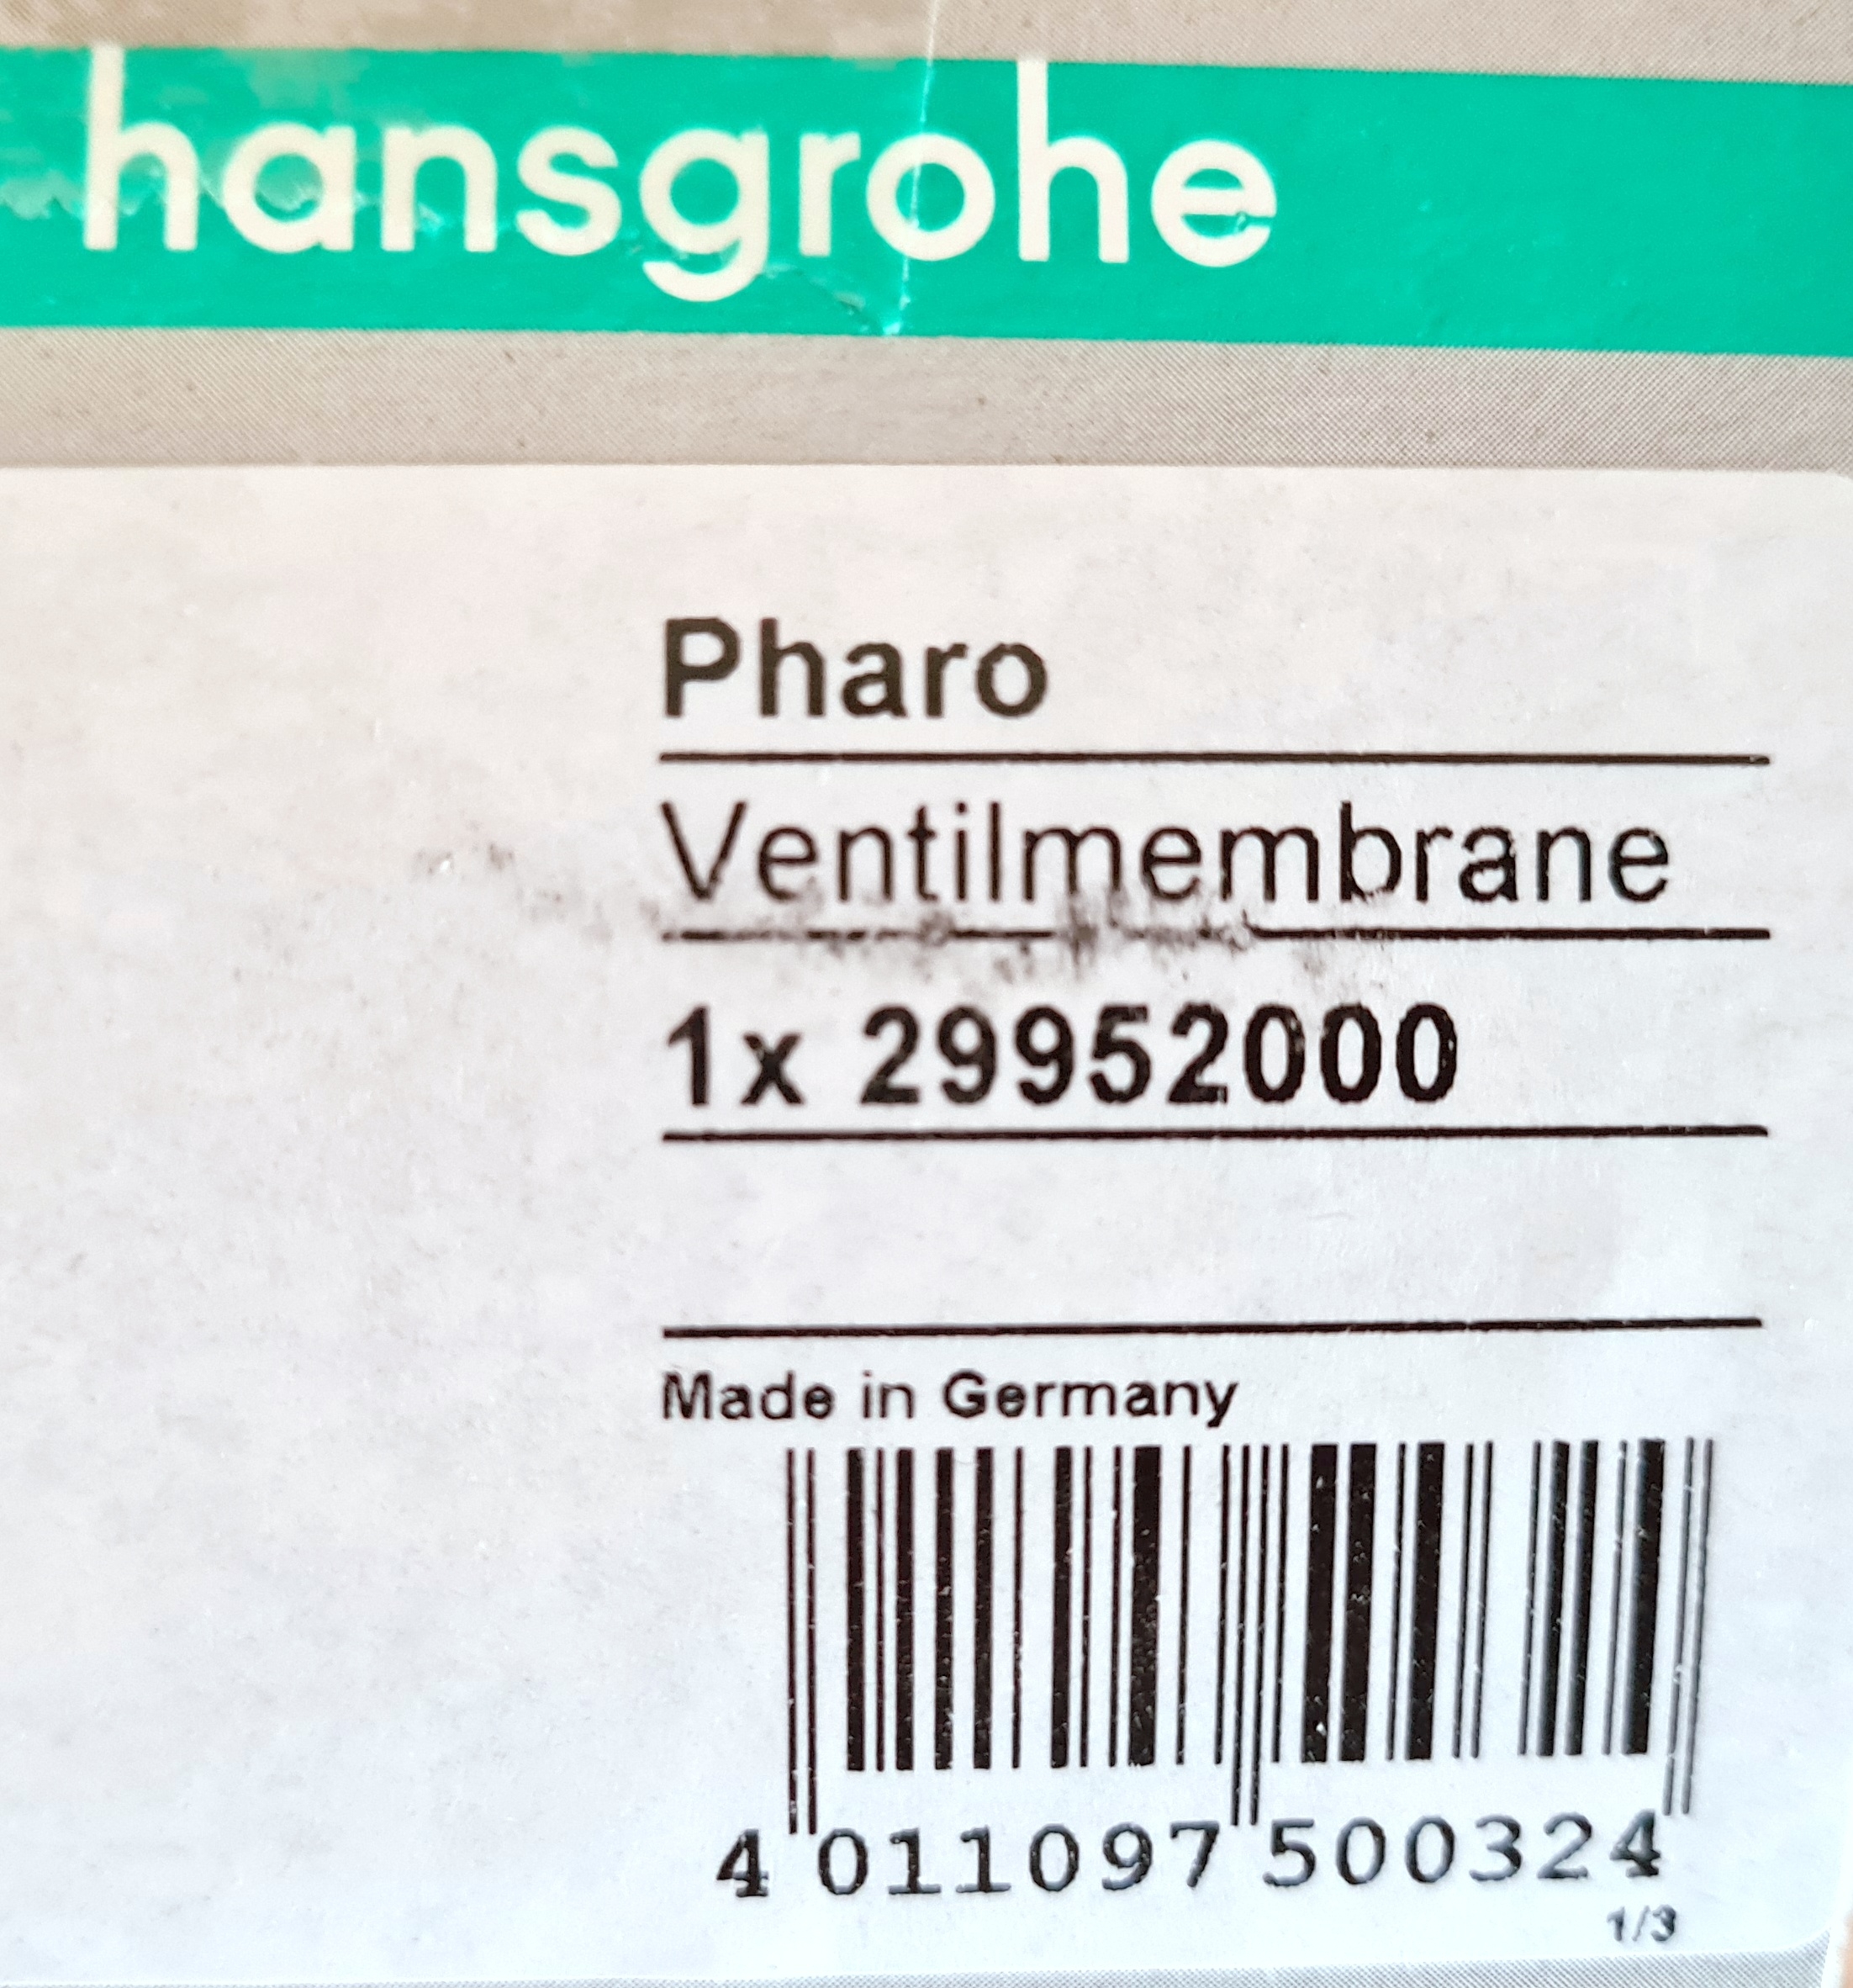 hansgrohe
Pharo
Ventilmembrane
1x 29952000
Made in Germany
4 011097 500324
1/3